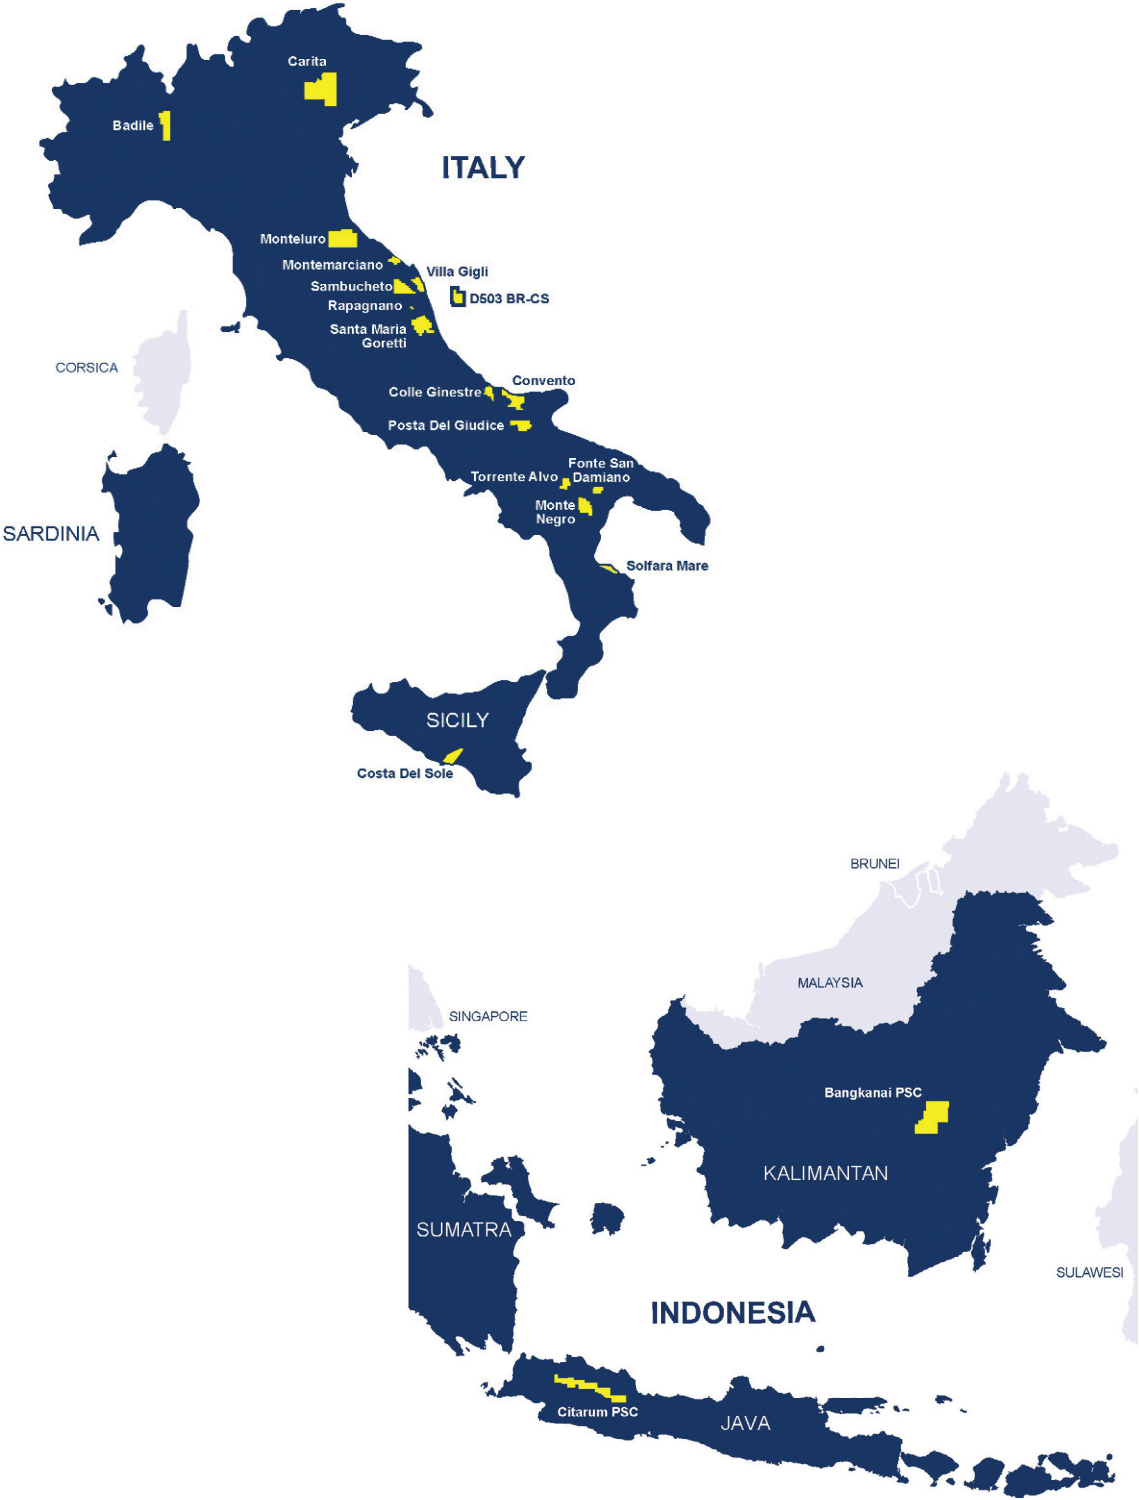 Carita
Badile
ITALY
Monteluro
Montemarciano
Villa Gigli
Sambucheto
D503 BR-CS
Rapagnano
Santa Maria
Goretti
CORSICA
Convento
Colle Ginestre
Posta Del Giudice
Fonte San
Damiano
Torrente Alvo
Monte
Negro
SARDINIA
Solfara Mare
SICILY
Costa Del Sole
BRUNEI
MALAYSIA
SINGAPORE
Bangkanai PSC
KALIMANTAN
SUMATRA
SULAWESI
INDONESIA
Citarum PSC
JAVA